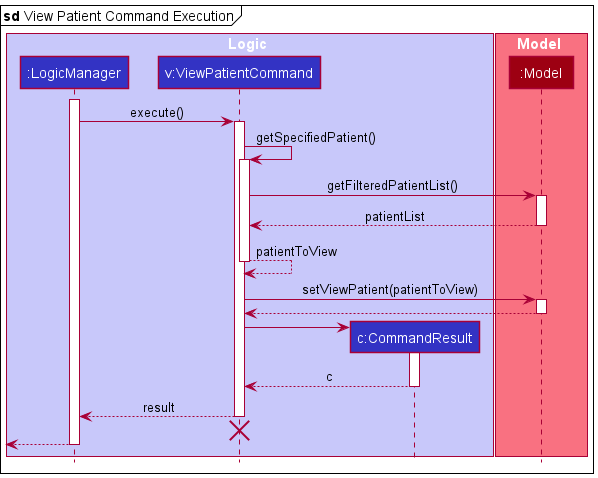 sd View Patient Command Execution
Logic
Model
:LogicManager
v:ViewPatientCommand
:Model
execute()
getSpecifiedPatient()
getFilteredPatientList()
patientList
patientToView
setViewPatient(patientToView)
c:CommandResult
c
result